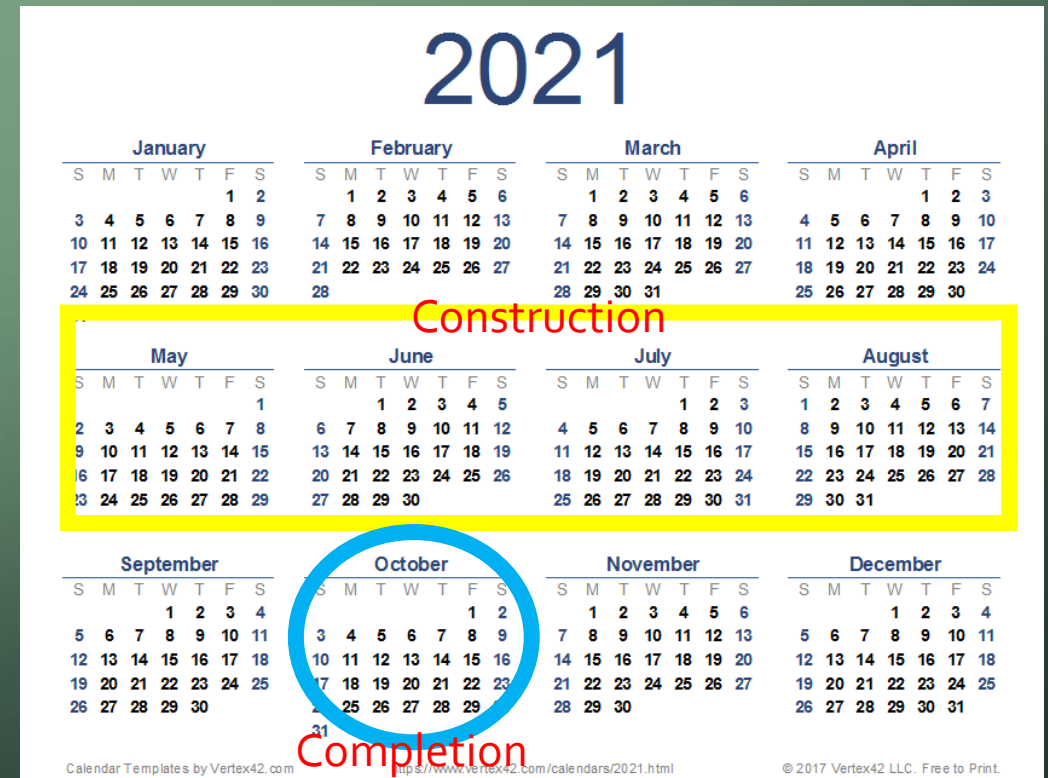 2021
January February March April
S M T W T F S S M T W T F S S M T W T F S S M T W T F S
1 2 1 2 3 4 5 6 1 2 3 4 5 6 1 2 3
3 4 5 6 7 8 9 7 8 9 10 11 12 13 7 8 9 10 11 12 13 4 5 6 7 8 9 10
10 11 12 13 14 15 16 14 15 16 17 18 19 20 14 15 16 17 18 19 20 11 12 13 14 15 16 17
17 18 19 20 21 22 23 21 22 23 24 25 26 27 21 22 23 24 25 26 27 18 19 20 21 22 23 24
24 25 26 27 28 29 30 28 28 29 30 31 25 26 27 28 29 30
Construction
May June July August
S M T W T F S S M T W T F S S M T W T F S S M T W T F S
1 1 2 3 4 5 1 2 3 1 2 3 4 5 6 7
2 3 4 5 6 7 8 6 7 8 9 10 11 12 4 5 6 7 8 9 10 8 9 10 11 12 13 14
9 10 11 12 13 14 15 13 14 15 16 17 18 19 11 12 13 14 15 16 17 15 16 17 18 19 20 21
16 17 18 19 20 21 22 20 21 22 23 24 25 26 18 19 20 21 22 23 24 22 23 24 25 26 27 28
23 24 25 26 27 28 29 27 28 29 30 25 26 27 28 29 30 31 29 30 31
September October November December
S M T W T F S S M T W T F S S M T W T F S S M T W T F S
1 2 3 4 1 2 1 2 3 4 5 6 1 2 3 4
5 6 7 8 9 10 11 3 4 5 6 7 8 9 7 8 9 10 11 12 13 5 6 7 8 9 10 11
12 13 14 15 16 17 18 10 11 12 13 14 15 16 14 15 16 17 18 19 20 12 13 14 15 16 17 18
19 20 21 22 23 24 25 17 18 19 20 21 22 23 21 22 23 24 25 26 27 19 20 21 22 23 24 25
26 27 28 29 30 25 26 27 28 29 28 29 30 26 27 28 29 30 31
31
Completion
Calendar Templates by Vertex42.com https://www.vertex42.com/calendars/2021.html © 2017 Vertex42 LLC. Free to Print.